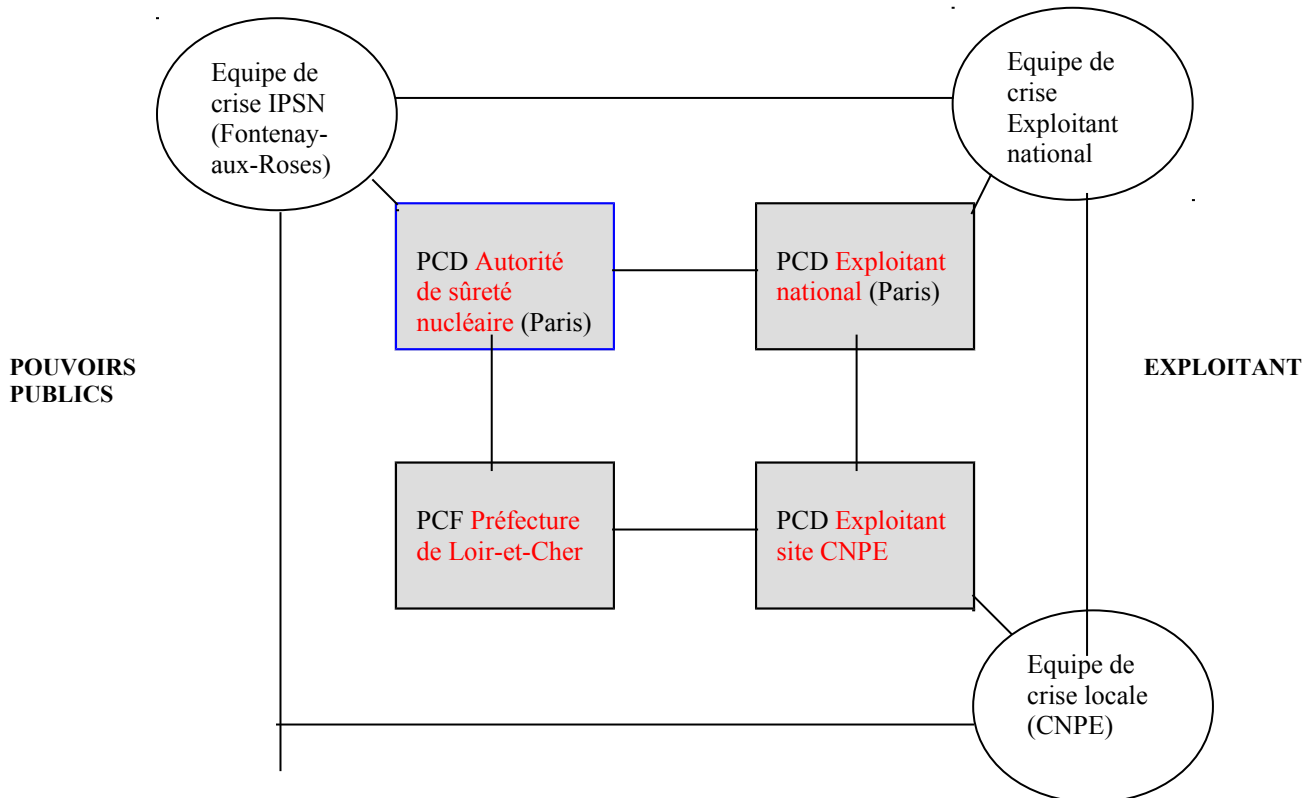 Equipe de
crise IPSN
(Fontenay-
aux-Roses)
Equipe de
crise
Exploitant
national
PCD Autorité
de sûreté
nucléaire (Paris)
PCD Exploitant
national (Paris)
POUVOIRS
PUBLICS
EXPLOITANT
PCF Préfecture
de Loir-et-Cher
PCD Exploitant
site CNPE
Equipe de
crise locale
(CNPE)